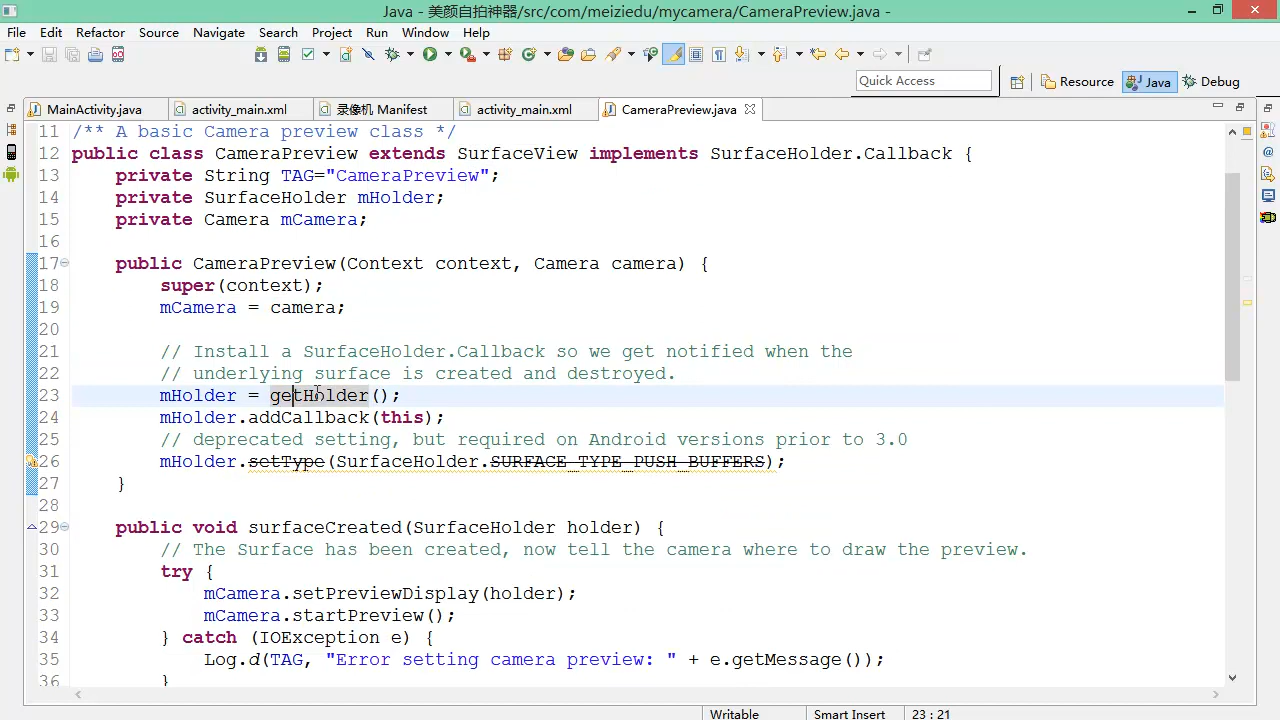 Java - 美颜自拍神器/src/com/meiziedu/mycamera/CameraPreview.java -
File Edit Refactor Source Navigate Search Project Run Window Help
Quick Access Resource Java Debug
MainActivity.java activity_main.xml 录像机 Manifest activity_main.xml CameraPreview.java
11 /** A basic Camera preview class */
12 public class CameraPreview extends SurfaceView implements SurfaceHolder.Callback {
13 private String TAG="CameraPreview";
14 private SurfaceHolder mHolder;
15 private Camera mCamera;
16
17 public CameraPreview(Context context, Camera camera) {
18 super(context);
19 mCamera = camera;
20
21 // Install a SurfaceHolder.Callback so we get notified when the
22 // underlying surface is created and destroyed.
23 mHolder = getHolder();
24 mHolder.addCallback(this);
25 // deprecated setting, but required on Android versions prior to 3.0
26 mHolder.setType(SurfaceHolder.SURFACE_TYPE_PUSH_BUFFERS);
27 }
28
29 public void surfaceCreated(SurfaceHolder holder) {
30 // The Surface has been created, now tell the camera where to draw the preview.
31 try {
32 mCamera.setPreviewDisplay(holder);
33 mCamera.startPreview();
34 } catch (IOException e) {
35 Log.d(TAG, "Error setting camera preview: " + e.getMessage());
36 }
Writable Smart Insert 23 : 21